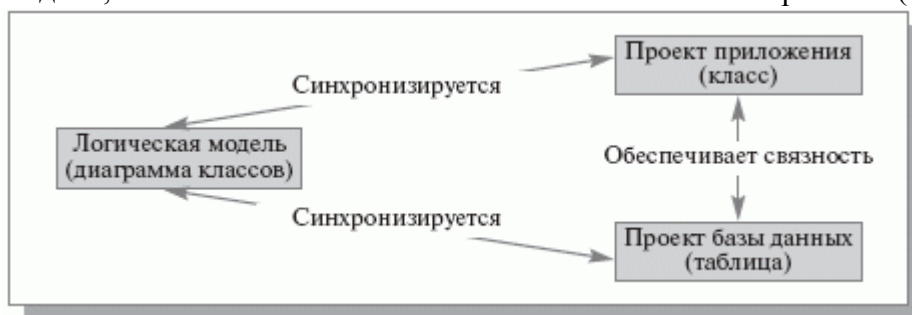 Проект приложения
(класс)
Синхронизируется
Логическая модель
(диаграмма классов)
Обеспечивает связность
Синхронизируется
Проект базы данных
(таблица)